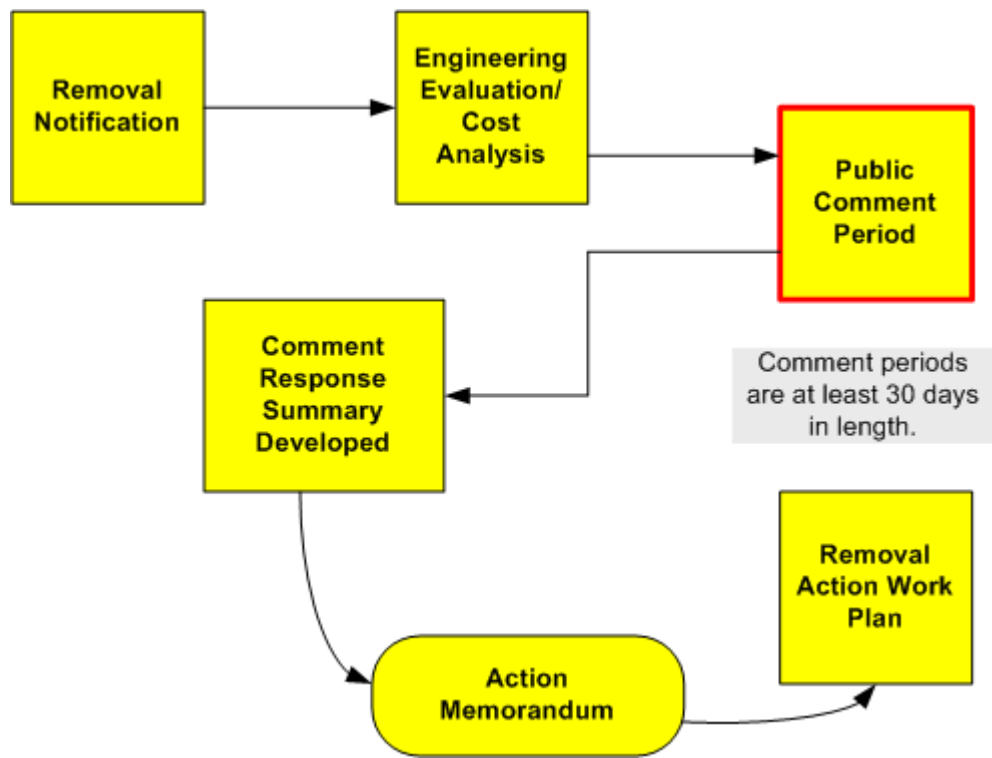 Removal
Notification
Engineering
Evaluation/
Cost
Analysis
Public
Comment
Period
Comment
Response
Summary
Developed
Comment periods
are at least 30 days
in length.
Action
Memorandum
Removal
Action Work
Plan